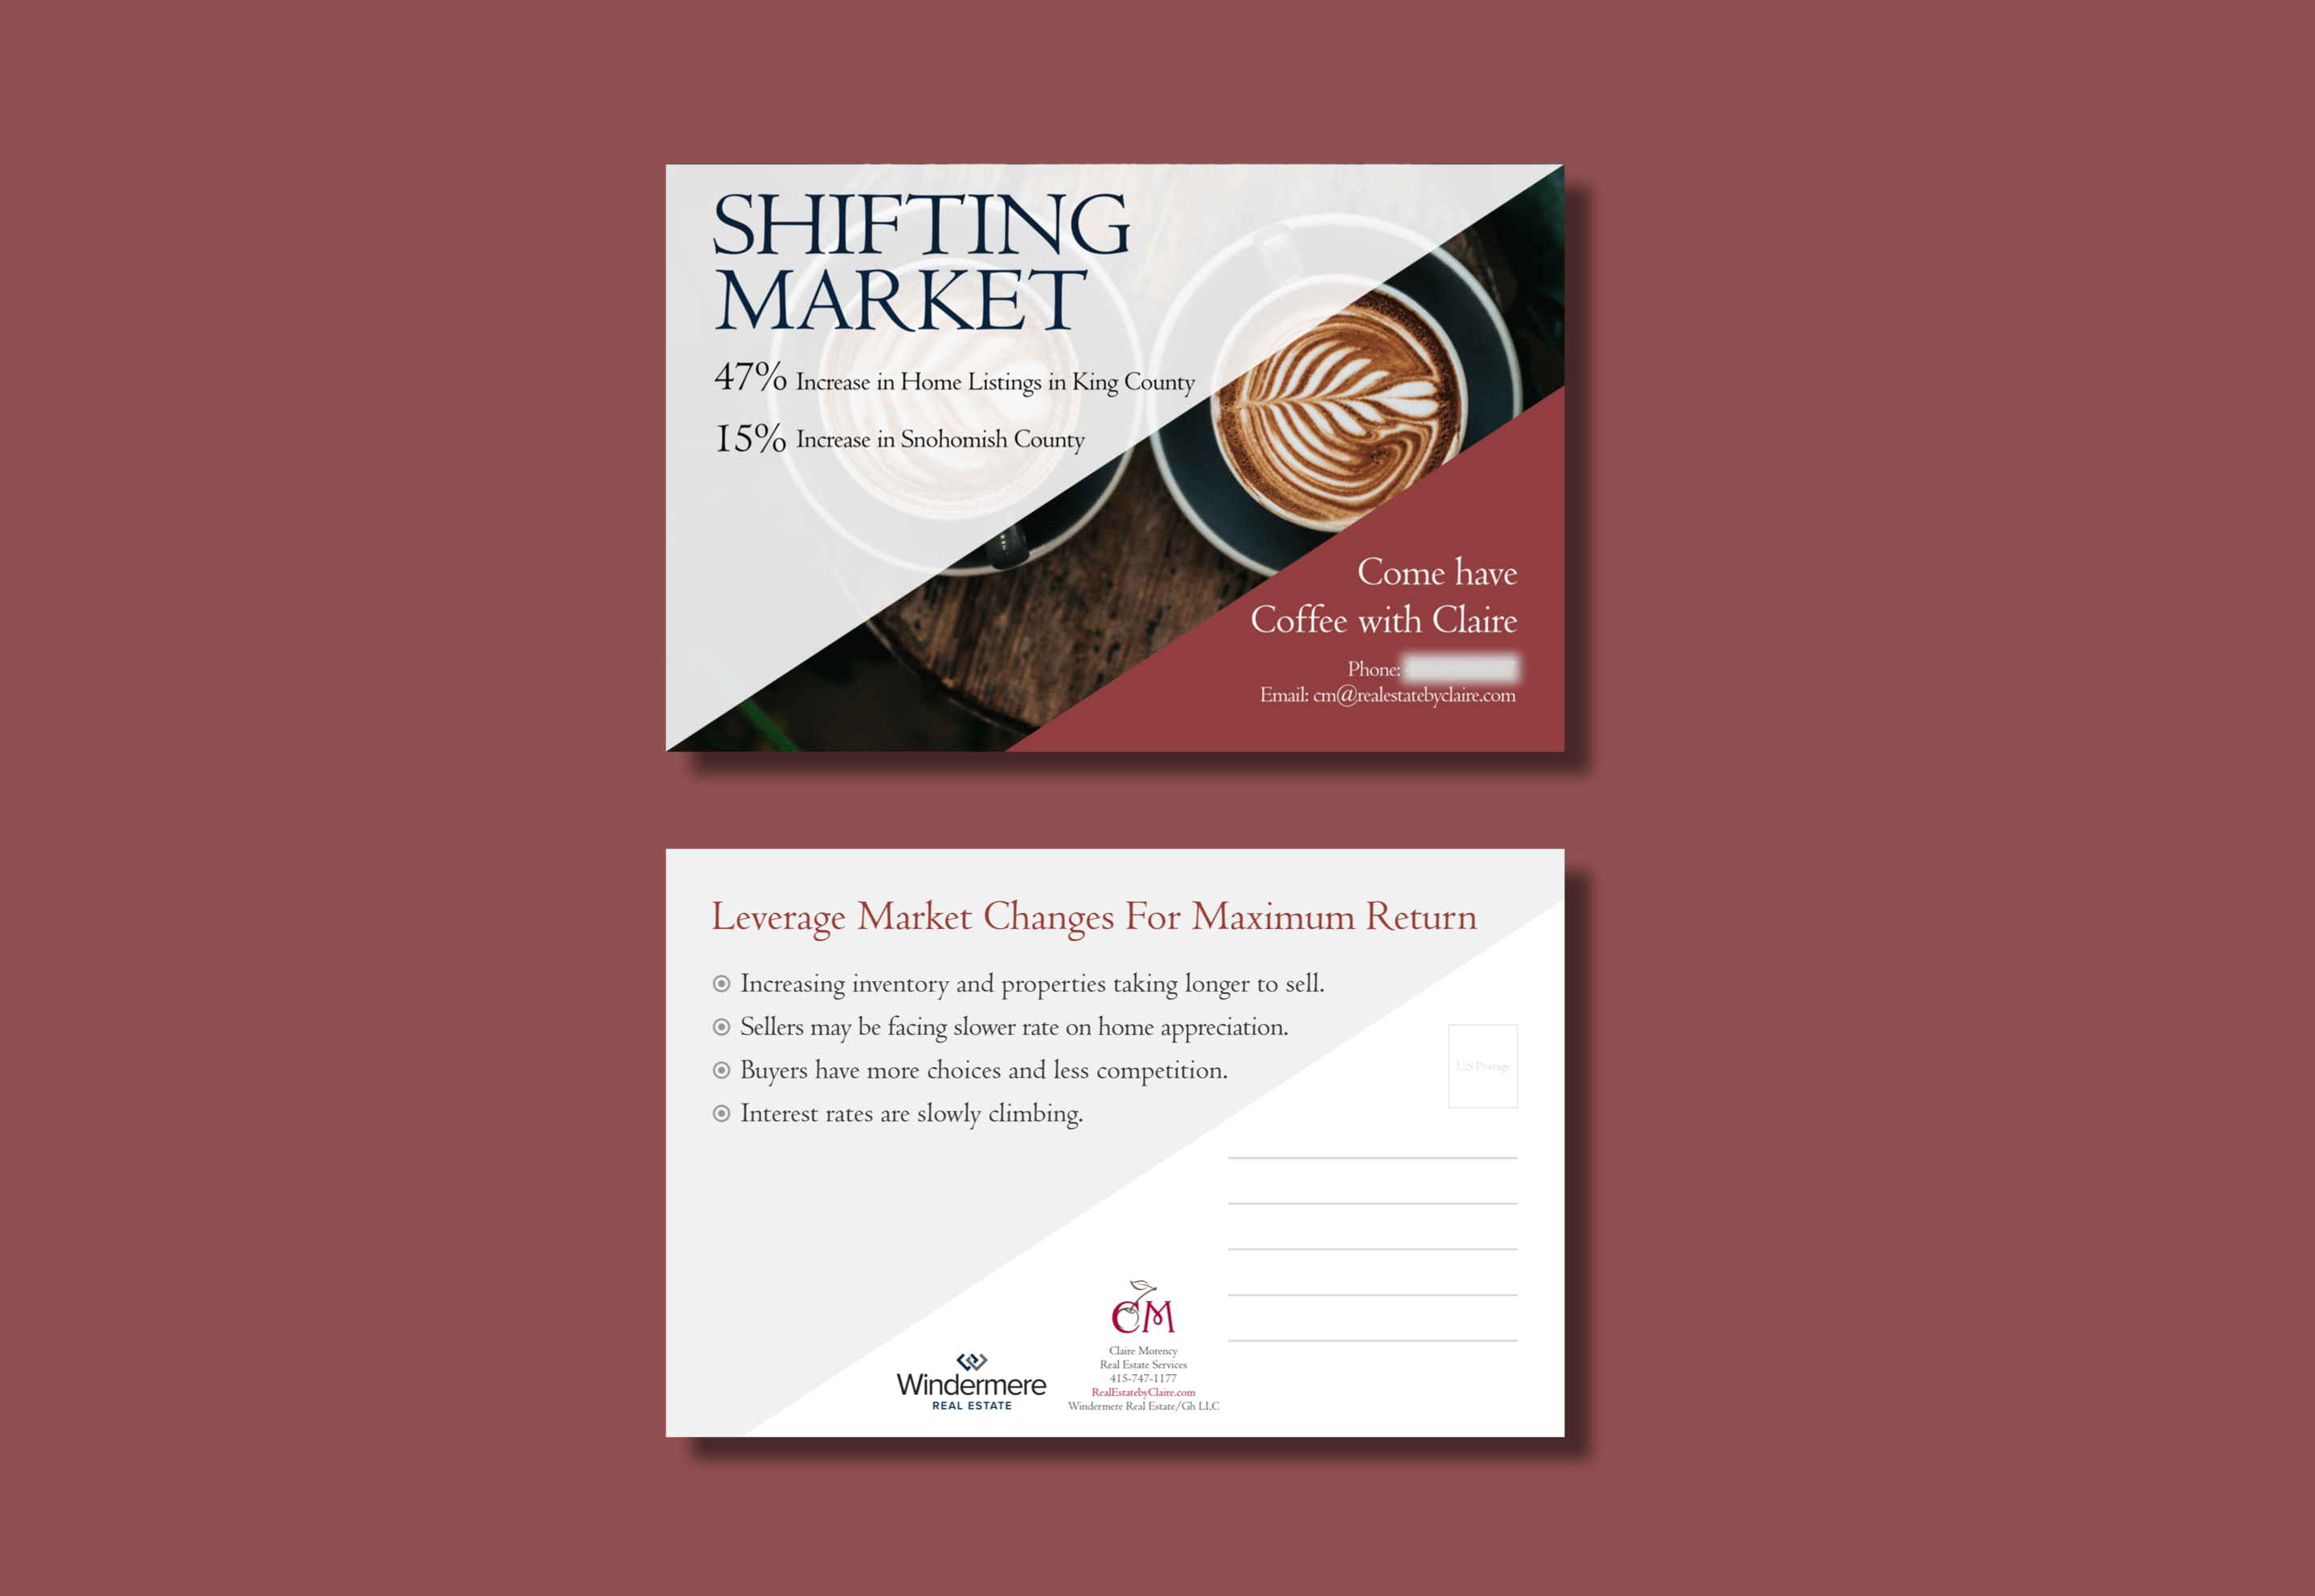 SHIFTING
MARKET
47% Increase in Home Listings in King County
15% Increase in Snohomish County
Come have
Coffee with Claire
Phone:
Email: cm@realestatebyclaire.com
Leverage Market Changes For Maximum Return
Increasing inventory and properties taking longer to sell.
Sellers may be facing slower rate on home appreciation.
Buyers have more choices and less competition.
Interest rates are slowly climbing.
U.S Postage
CM
Claire Morency
Real Estate Services
415-747-1177
RealEstatebyClaire.com
Windermere Real Estate/Gh LLC
Windermere
REAL ESTATE